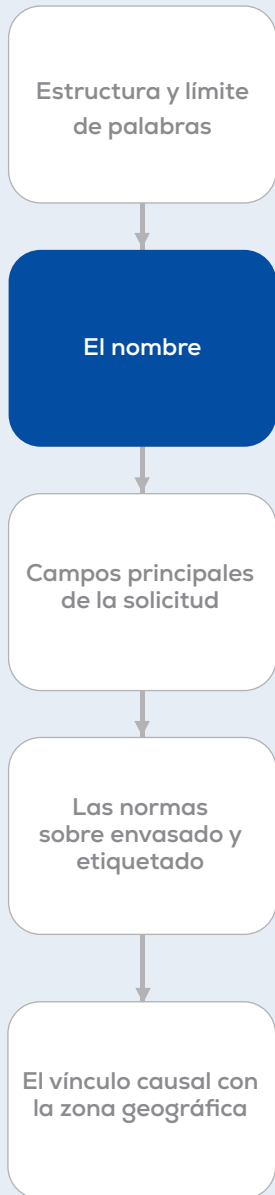 Estructura y límite
de palabras
El nombre
Campos principales
de la solicitud
Las normas
sobre envasado y
etiquetado
El vínculo causal con
la zona geográfica